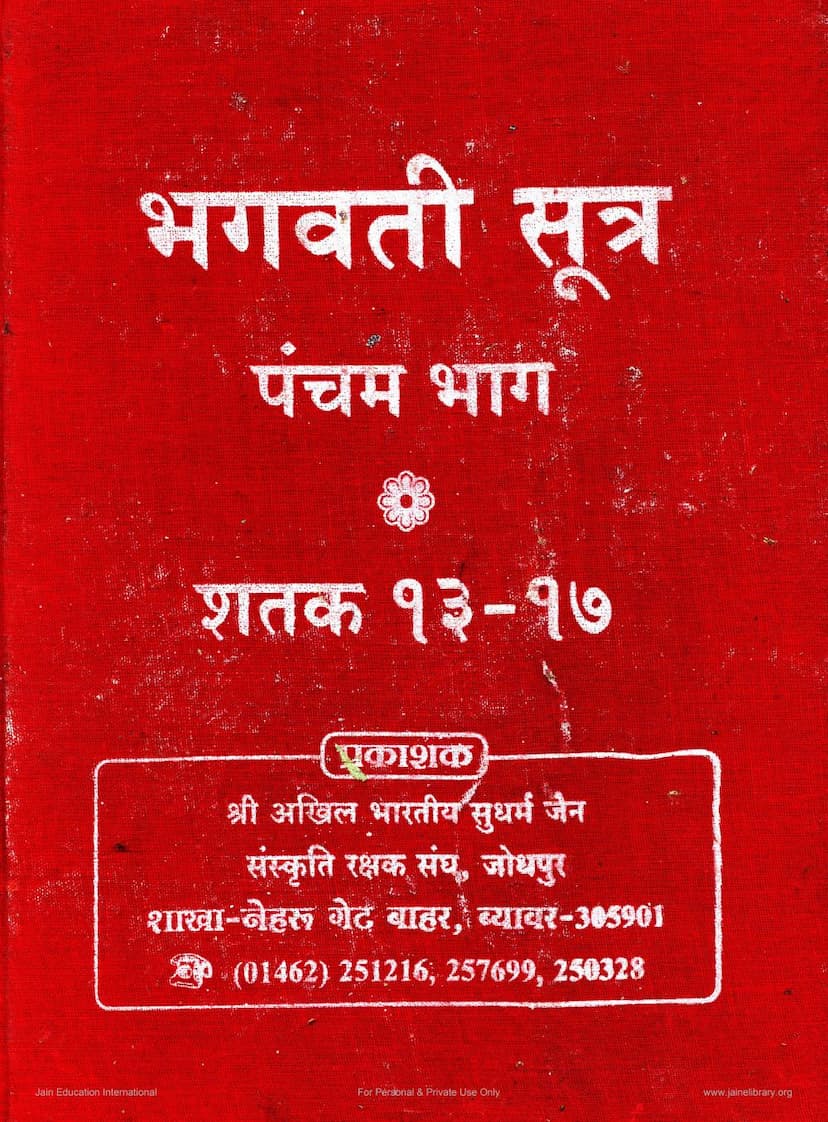 भगवती सूत्र
पंचम भाग
शतक १३-१७
प्रकाशक
श्री अखिल भारतीय सुधर्म जैन
संस्कृति रक्षक संघ, जोधपुर
शाखा-नेहरू गेट बाहर, ब्यावर-305901
(01462) 251216, 257699, 250328
Jain Education International
For Personal & Private Use Only
www.jainelibrary.org